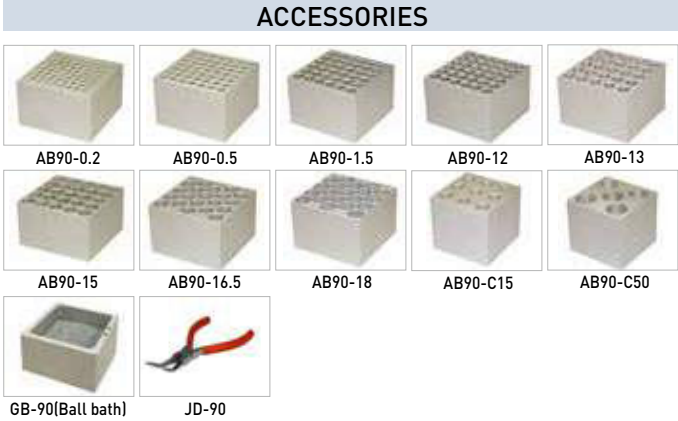 ACCESSORIES
AB90-0.2
AB90-0.5
AB90-1.5
AB90-12
AB90-13
AB90-15
AB90-16.5
AB90-18
AB90-C15
AB90-C50
GB-90(Ball bath)
JD-90